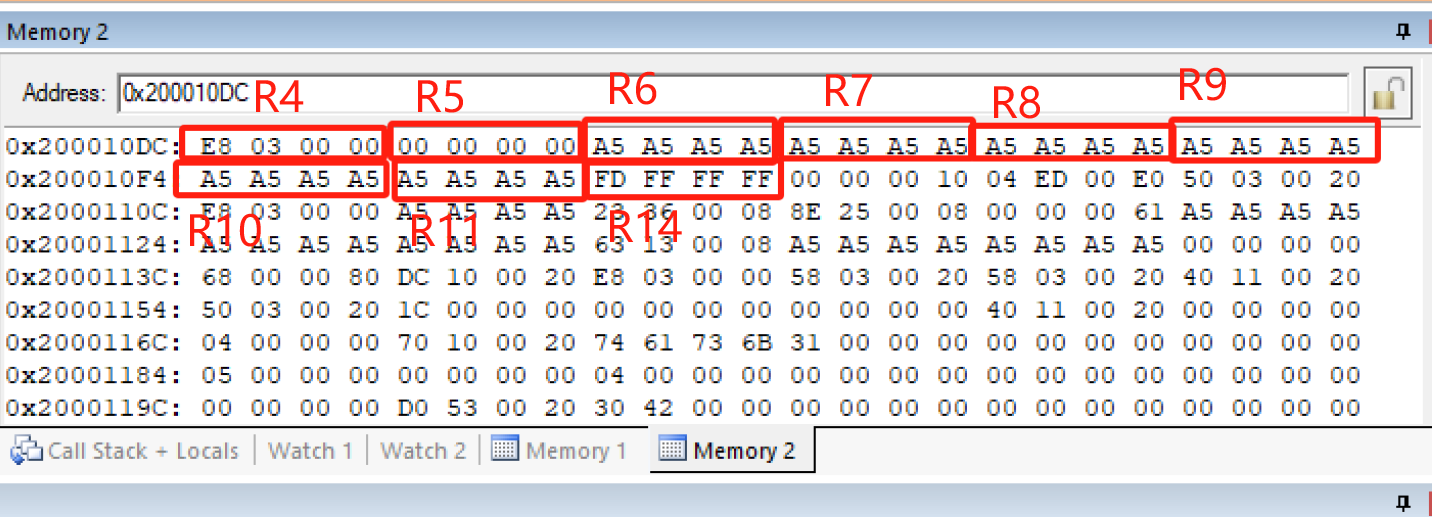 Memory 2
Address: 0x200010DC
R4 R5 R6 R7 R8 R9
0x200010DC: E8 03 00 00 00 00 00 00 A5 A5 A5 A5 A5 A5 A5 A5 A5 A5 A5 A5 A5 A5 A5 A5
0x200010F4 A5 A5 A5 A5 A5 A5 A5 A5 FD FF FF FF 00 00 00 10 04 ED 00 E0 50 03 00 20
0x2000110C: E8 03 00 00 A5 A5 A5 A5 23 36 00 08 8E 25 00 08 00 00 00 61 A5 A5 A5 A5
R10 R11 R14
0x20001124: A5 A5 A5 A5 A5 A5 A5 A5 63 13 00 08 A5 A5 A5 A5 A5 A5 A5 A5 00 00 00 00
0x2000113C: 68 00 00 80 DC 10 00 20 E8 03 00 00 58 03 00 20 58 03 00 20 40 11 00 20
0x20001154: 50 03 00 20 1C 00 00 00 00 00 00 00 00 00 00 00 40 11 00 20 00 00 00 00
0x2000116C: 04 00 00 00 70 10 00 20 74 61 73 6B 31 00 00 00 00 00 00 00 00 00 00 00
0x20001184: 05 00 00 00 00 00 00 00 04 00 00 00 00 00 00 00 00 00 00 00 00 00 00 00
0x2000119C: 00 00 00 00 D0 53 00 20 30 42 00 00 00 00 00 00 00 00 00 00 00 00 00 00
Call Stack + Locals Watch 1 Watch 2 Memory 1 Memory 2